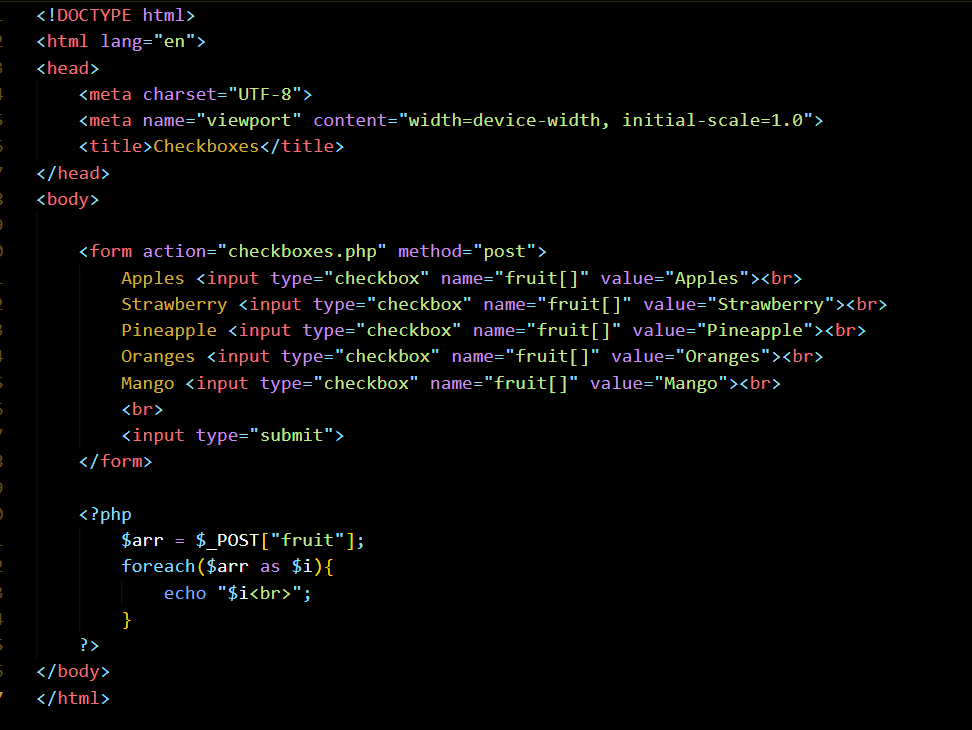 <!DOCTYPE html>
<html lang="en">
<head>
    <meta charset="UTF-8">
    <meta name="viewport" content="width=device-width, initial-scale=1.0">
    <title>Checkboxes</title>
</head>
<body>

    <form action="checkboxes.php" method="post">
        Apples <input type="checkbox" name="fruit[]" value="Apples"><br>
        Strawberry <input type="checkbox" name="fruit[]" value="Strawberry"><br>
        Pineapple <input type="checkbox" name="fruit[]" value="Pineapple"><br>
        Oranges <input type="checkbox" name="fruit[]" value="Oranges"><br>
        Mango <input type="checkbox" name="fruit[]" value="Mango"><br>
        <br>
        <input type="submit">
    </form>

    <?php
        $arr = $_POST["fruit"];
        foreach($arr as $i){
            echo "$i<br>";
        }
    ?>
</body>
</html>